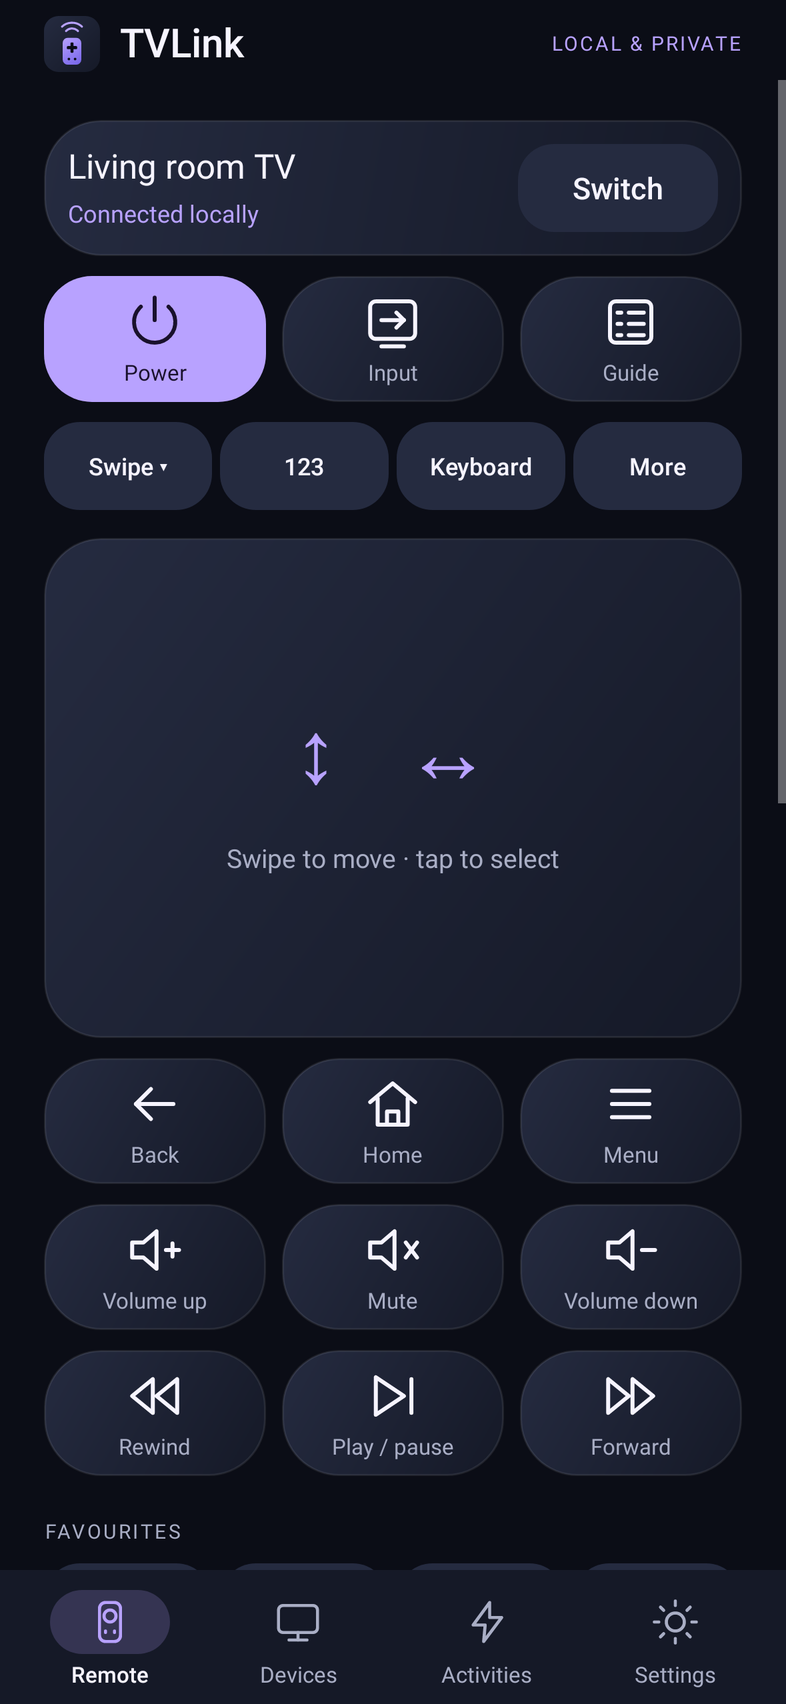 TVLink
LOCAL & PRIVATE
Living room TV
Connected locally
Switch
Power
Input
Guide
Swipe ▾
123
Keyboard
More
Swipe to move · tap to select
Back
Home
Menu
Volume up
Mute
Volume down
Rewind
Play / pause
Forward
FAVOURITES
Remote
Devices
Activities
Settings